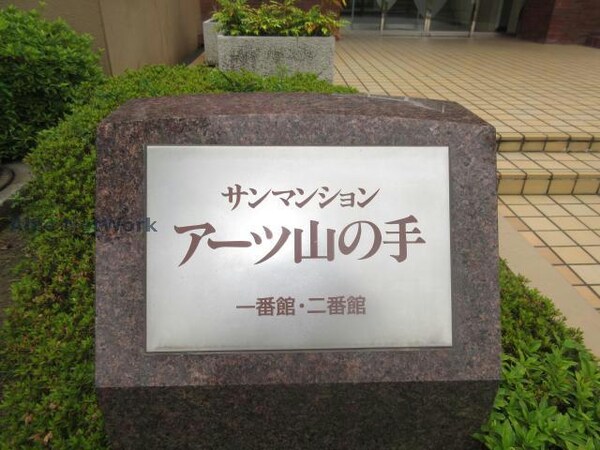 サンマンション
アーツ山の手
一番館・二番館